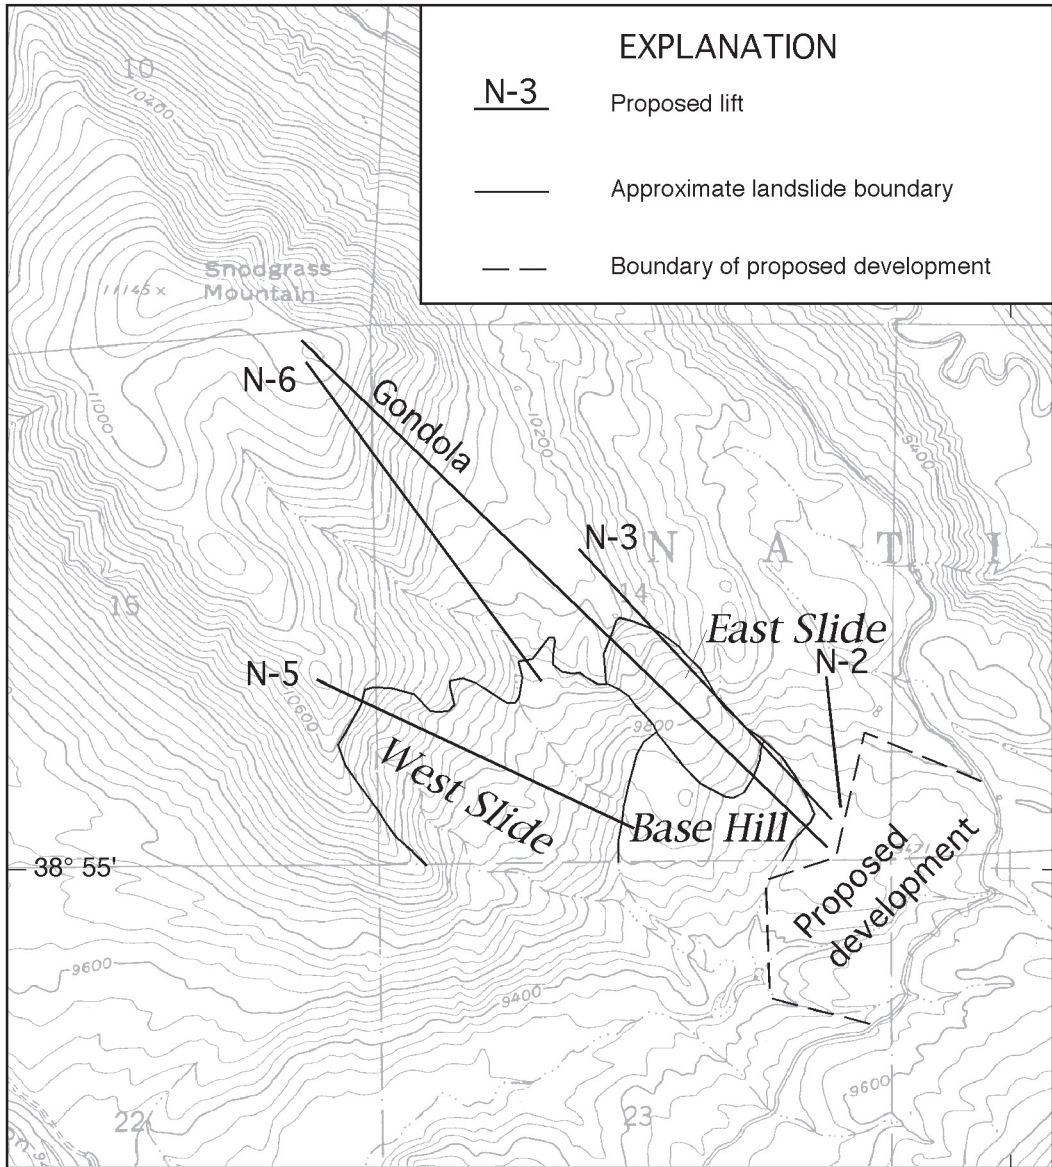 EXPLANATION
N-3
Proposed lift
Approximate landslide boundary
Boundary of proposed development
10
10400
Snodgrass
Mountain
11145 ×
N-6
Gondola
11000
10200
9400
N-3
N A T I
14
15
East Slide
N-2
N-5
10600
9800
West Slide
Base Hill
38° 55'
Proposed
development
9600
9400
9600
22
23